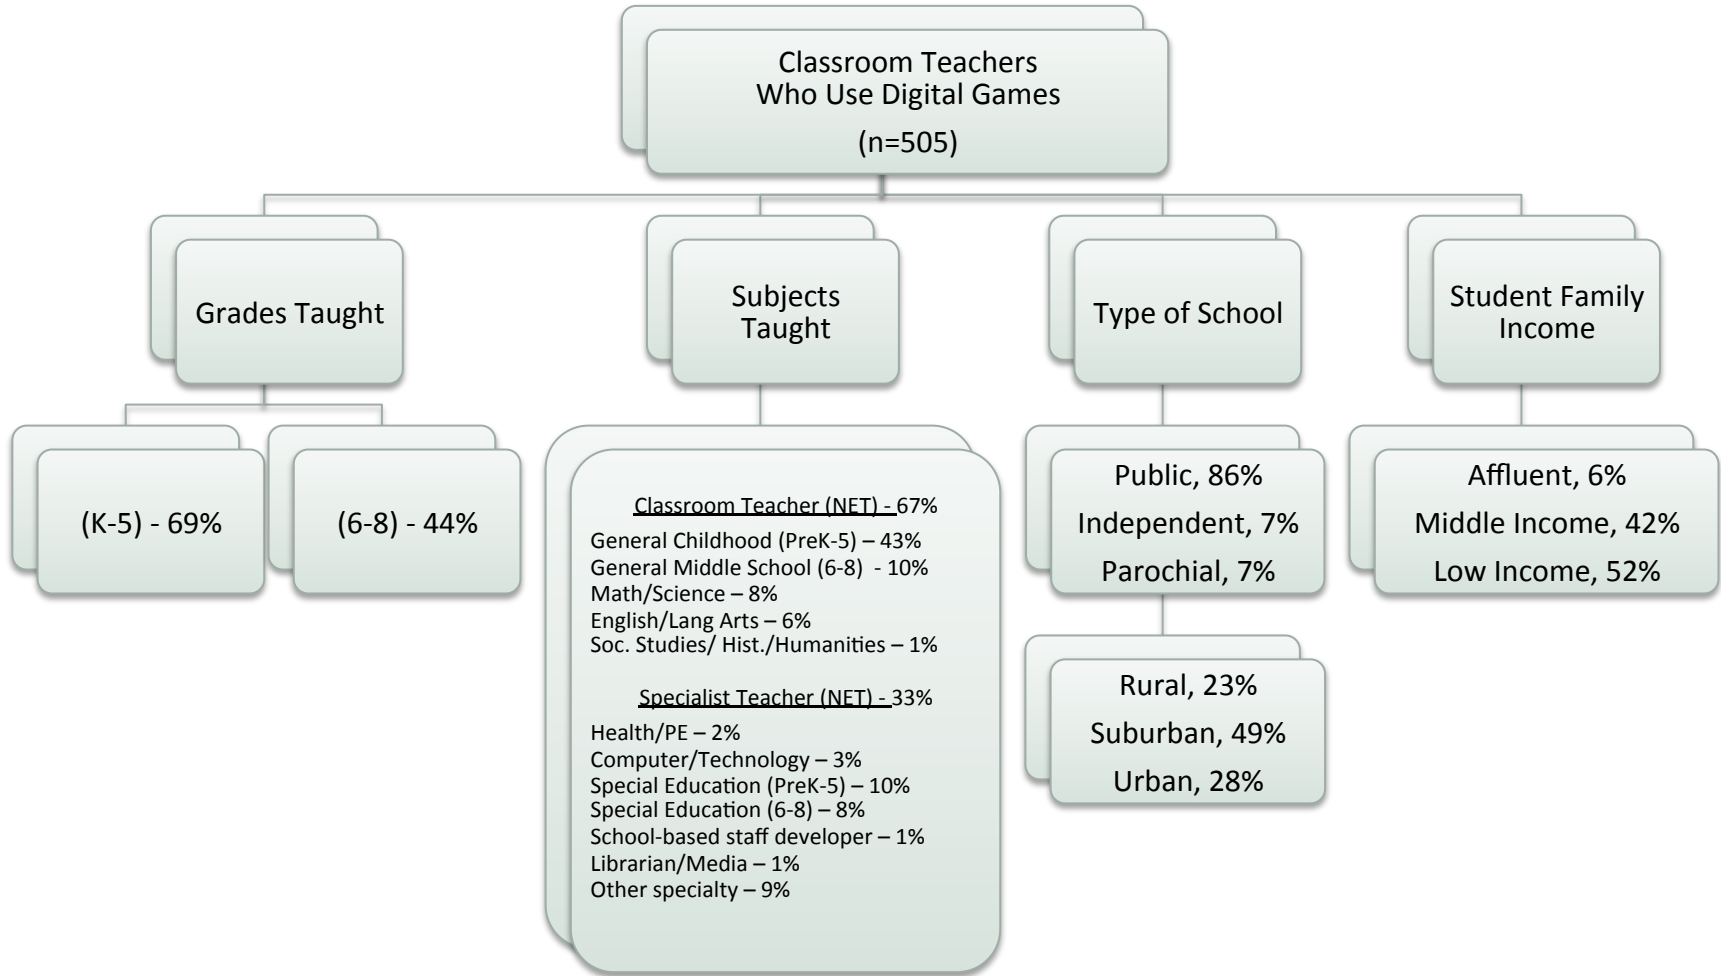 Classroom Teachers
Who Use Digital Games
(n=505)
Grades Taught
(K-5) - 69%
(6-8) - 44%
Subjects
Taught
Classroom Teacher (NET) - 67%
General Childhood (PreK-5) – 43%
General Middle School (6-8)  - 10%
Math/Science – 8%
English/Lang Arts – 6%
Soc. Studies/ Hist./Humanities – 1%
Specialist Teacher (NET) - 33%
Health/PE – 2%
Computer/Technology – 3%
Special Education (PreK-5) – 10%
Special Education (6-8) – 8%
School-based staff developer – 1%
Librarian/Media – 1%
Other specialty – 9%
Type of School
Public, 86%
Independent, 7%
Parochial, 7%
Rural, 23%
Suburban, 49%
Urban, 28%
Student Family
Income
Affluent, 6%
Middle Income, 42%
Low Income, 52%